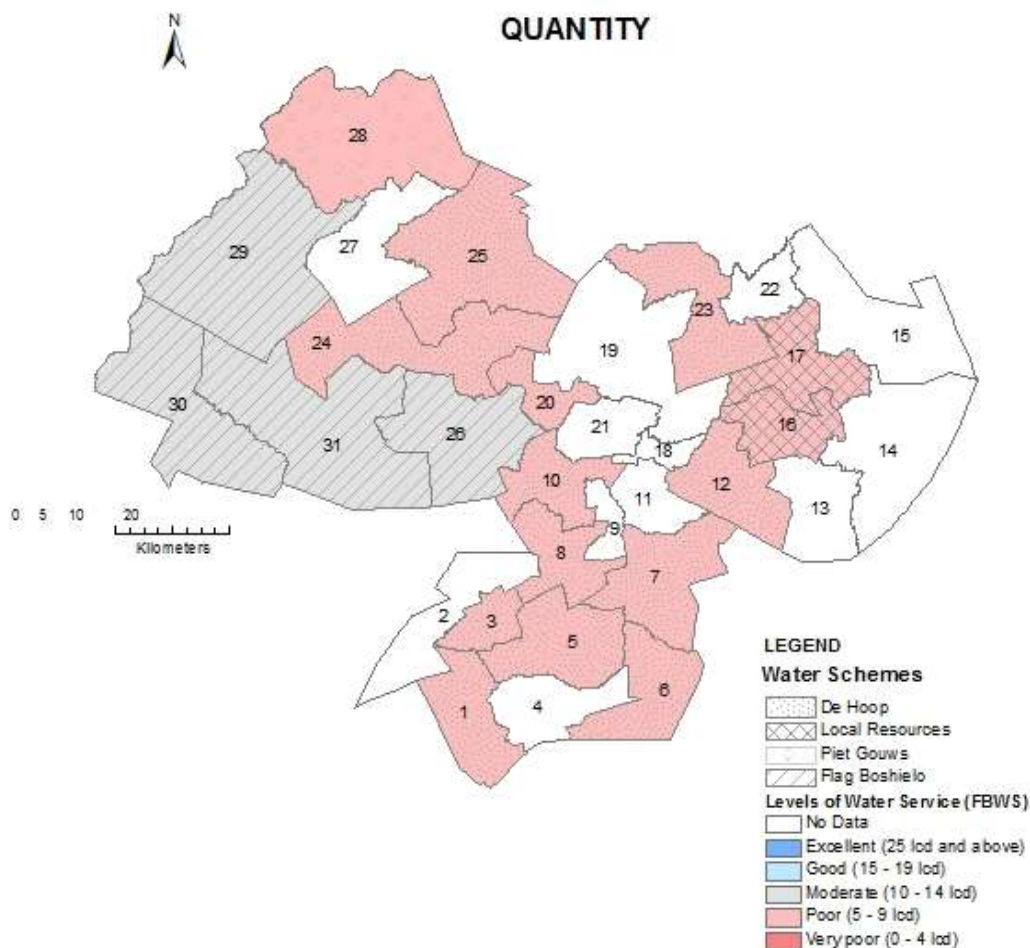 N
QUANTITY
28
29
27
25
22
23
15
24
19
17
20
30
31
26
21
16
18
14
10
12
11
13
9
0 5 10 20
Kilometers
8
7
2
3
5
6
1
4
LEGEND
Water Schemes
De Hoop
Local Resources
Piet Gouws
Flag Boshielo
Levels of Water Service (FBWS)
No Data
Excellent (25 lcd and above)
Good (15 - 19 lcd)
Moderate (10 - 14 lcd)
Poor (5 - 9 lcd)
Very poor (0 - 4 lcd)